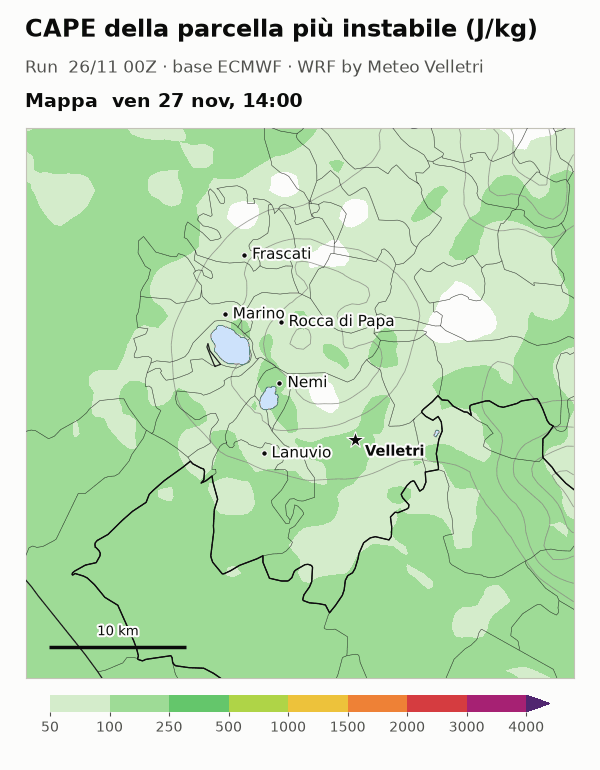 CAPE della parcella più instabile (J/kg)
Run  26/11 00Z · base ECMWF · WRF by Meteo Velletri
Mappa  ven 27 nov, 14:00
Frascati
Marino
Rocca di Papa
Nemi
Velletri
Lanuvio
10 km
50 100 250 500 1000 1500 2000 3000 4000